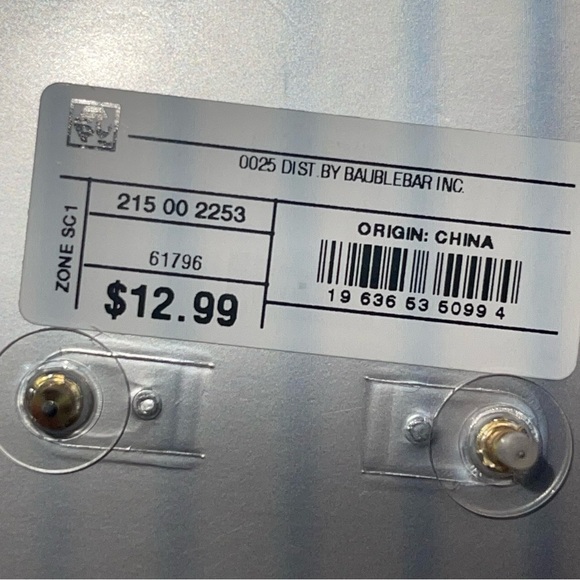 0025 DIST.BY BAUBLEBAR INC.
ZONE SC1
215 00 2253
61796
$12.99
ORIGIN: CHINA
19 636 53 5099 4